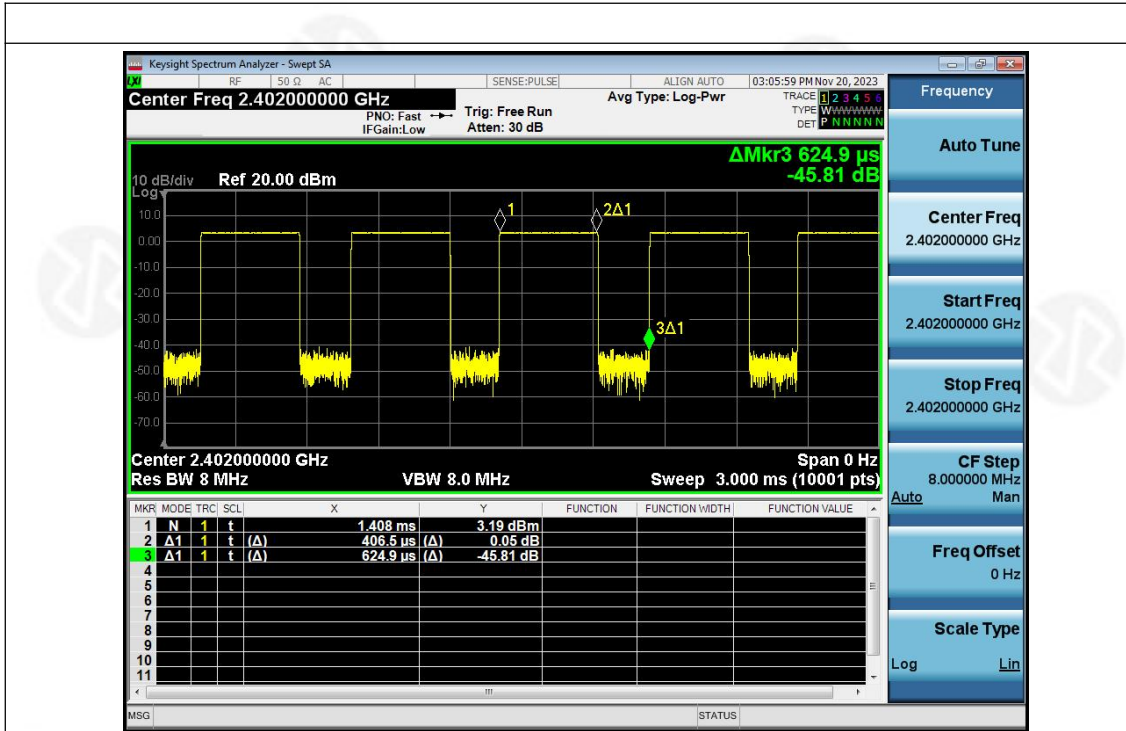 Keysight Spectrum Analyzer - Swept SA
LXI RF 50 Ω AC SENSE:PULSE ALIGN AUTO 03:05:59 PM Nov 20, 2023
Center Freq 2.402000000 GHz Avg Type: Log-Pwr TRACE 1 2 3 4 5 6
PNO: Fast Trig: Free Run TYPE WWWWWWW
IFGain:Low Atten: 30 dB DET P N N N N N
Frequency
Auto Tune
ΔMkr3 624.9 µs
-45.81 dB
10 dB/div Ref 20.00 dBm
Log
10.0
0.00
-10.0
-20.0
-30.0
-40.0
-50.0
-60.0
-70.0
1
2Δ1
3Δ1
Center 2.402000000 GHz Span 0 Hz
Res BW 8 MHz VBW 8.0 MHz Sweep 3.000 ms (10001 pts)
Center Freq
2.402000000 GHz
Start Freq
2.402000000 GHz
Stop Freq
2.402000000 GHz
CF Step
8.000000 MHz
Auto Man
Freq Offset
0 Hz
Scale Type
Log Lin
MKR MODE TRC SCL X Y FUNCTION FUNCTION WIDTH FUNCTION VALUE
1 N 1 t 1.408 ms 3.19 dBm
2 Δ1 1 t (Δ) 406.5 µs (Δ) 0.05 dB
3 Δ1 1 t (Δ) 624.9 µs (Δ) -45.81 dB
4
5
6
7
8
9
10
11
MSG STATUS